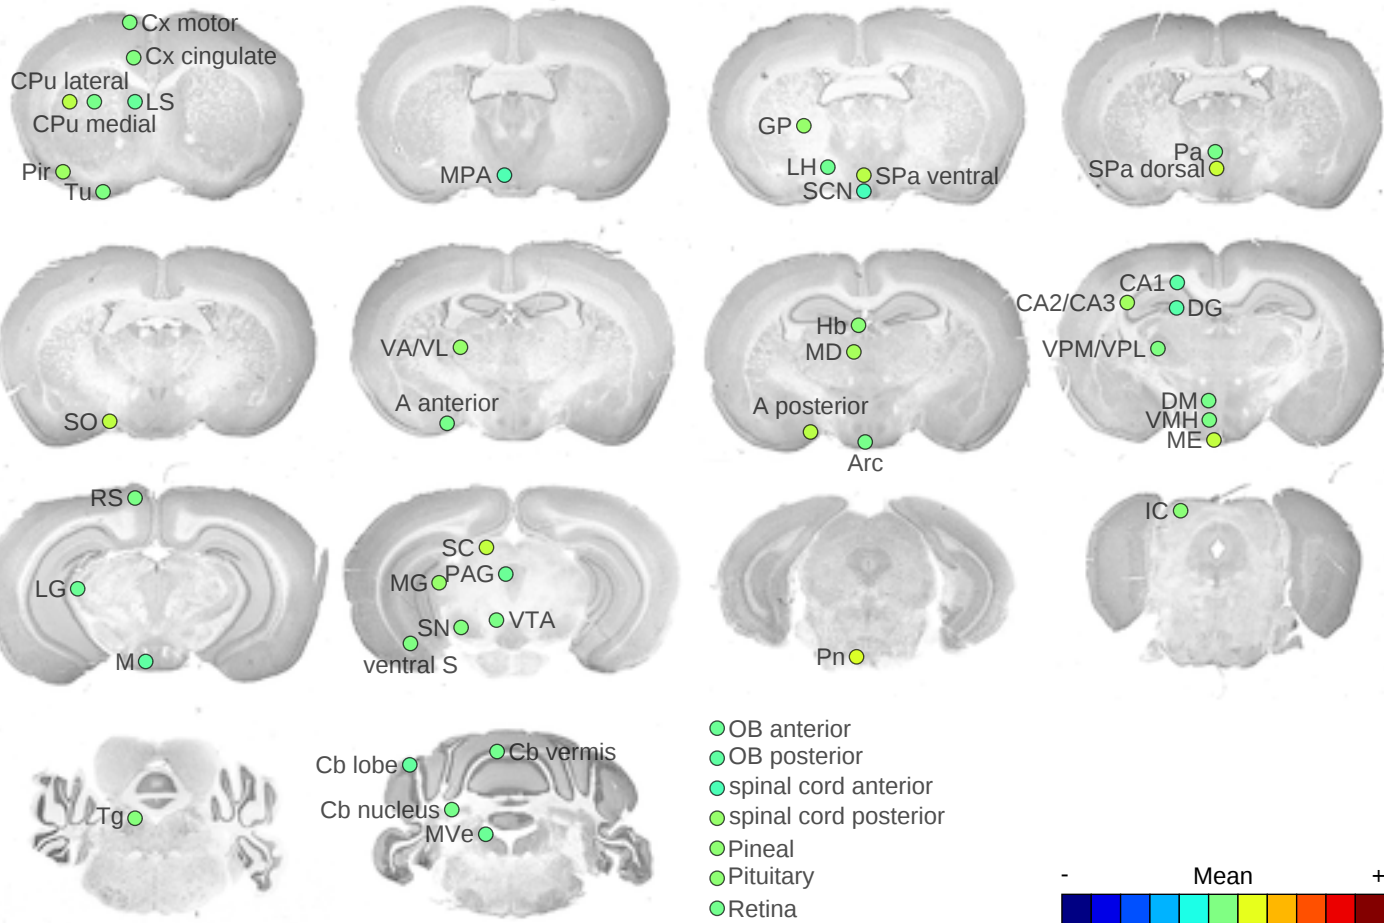 Cx motor
Cx cingulate
CPu lateral
LS
CPu medial
Pir
Tu
MPA
GP
LH
SPa ventral
SCN
Pa
SPa dorsal
SO
VA/VL
A anterior
Hb
MD
A posterior
Arc
CA1
CA2/CA3
DG
VPM/VPL
DM
VMH
ME
RS
LG
M
SC
MG
PAG
SN
VTA
ventral S
Pn
IC
Tg
Cb lobe
Cb vermis
Cb nucleus
MVe
OB anterior
OB posterior
spinal cord anterior
spinal cord posterior
Pineal
Pituitary
Retina
- Mean +